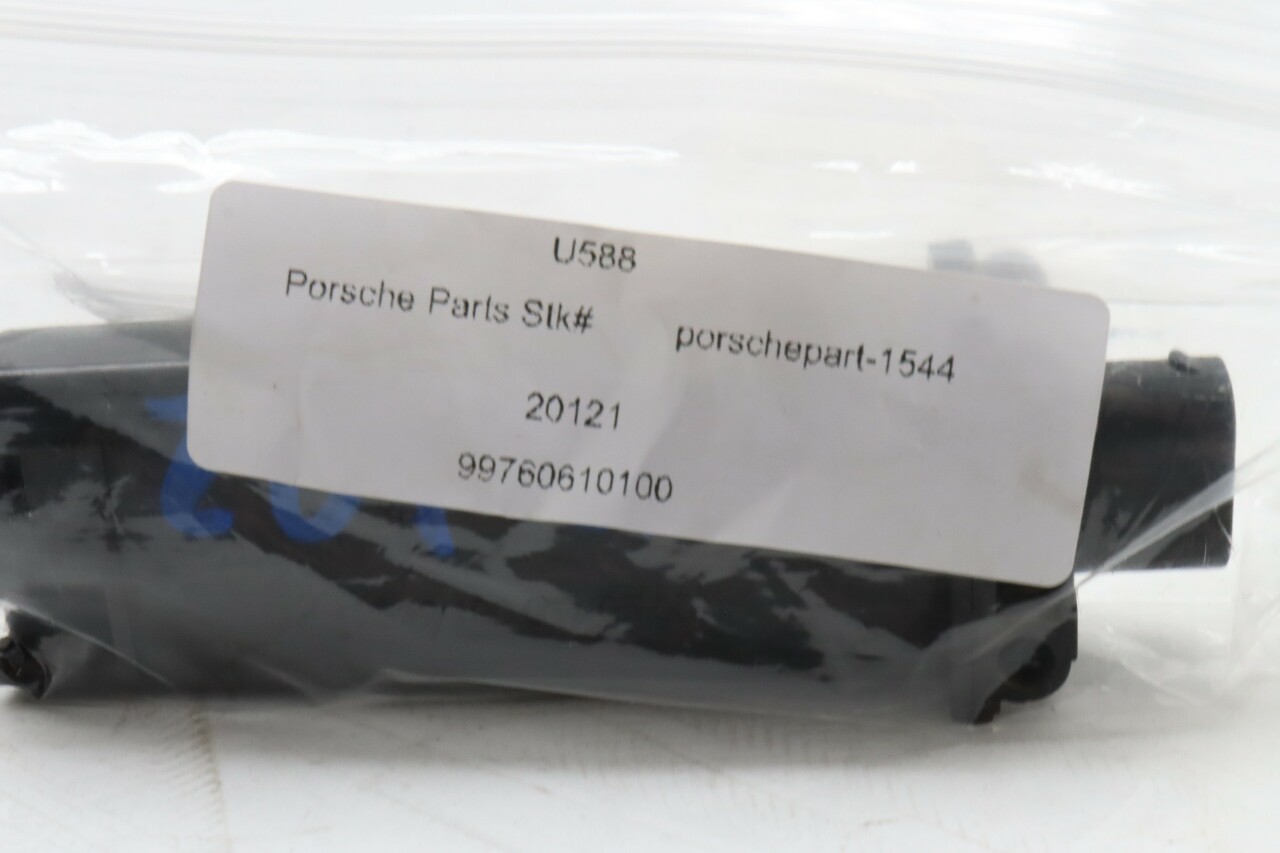 U588
Porsche Parts Stk# porschepart-1544
20121
99760610100